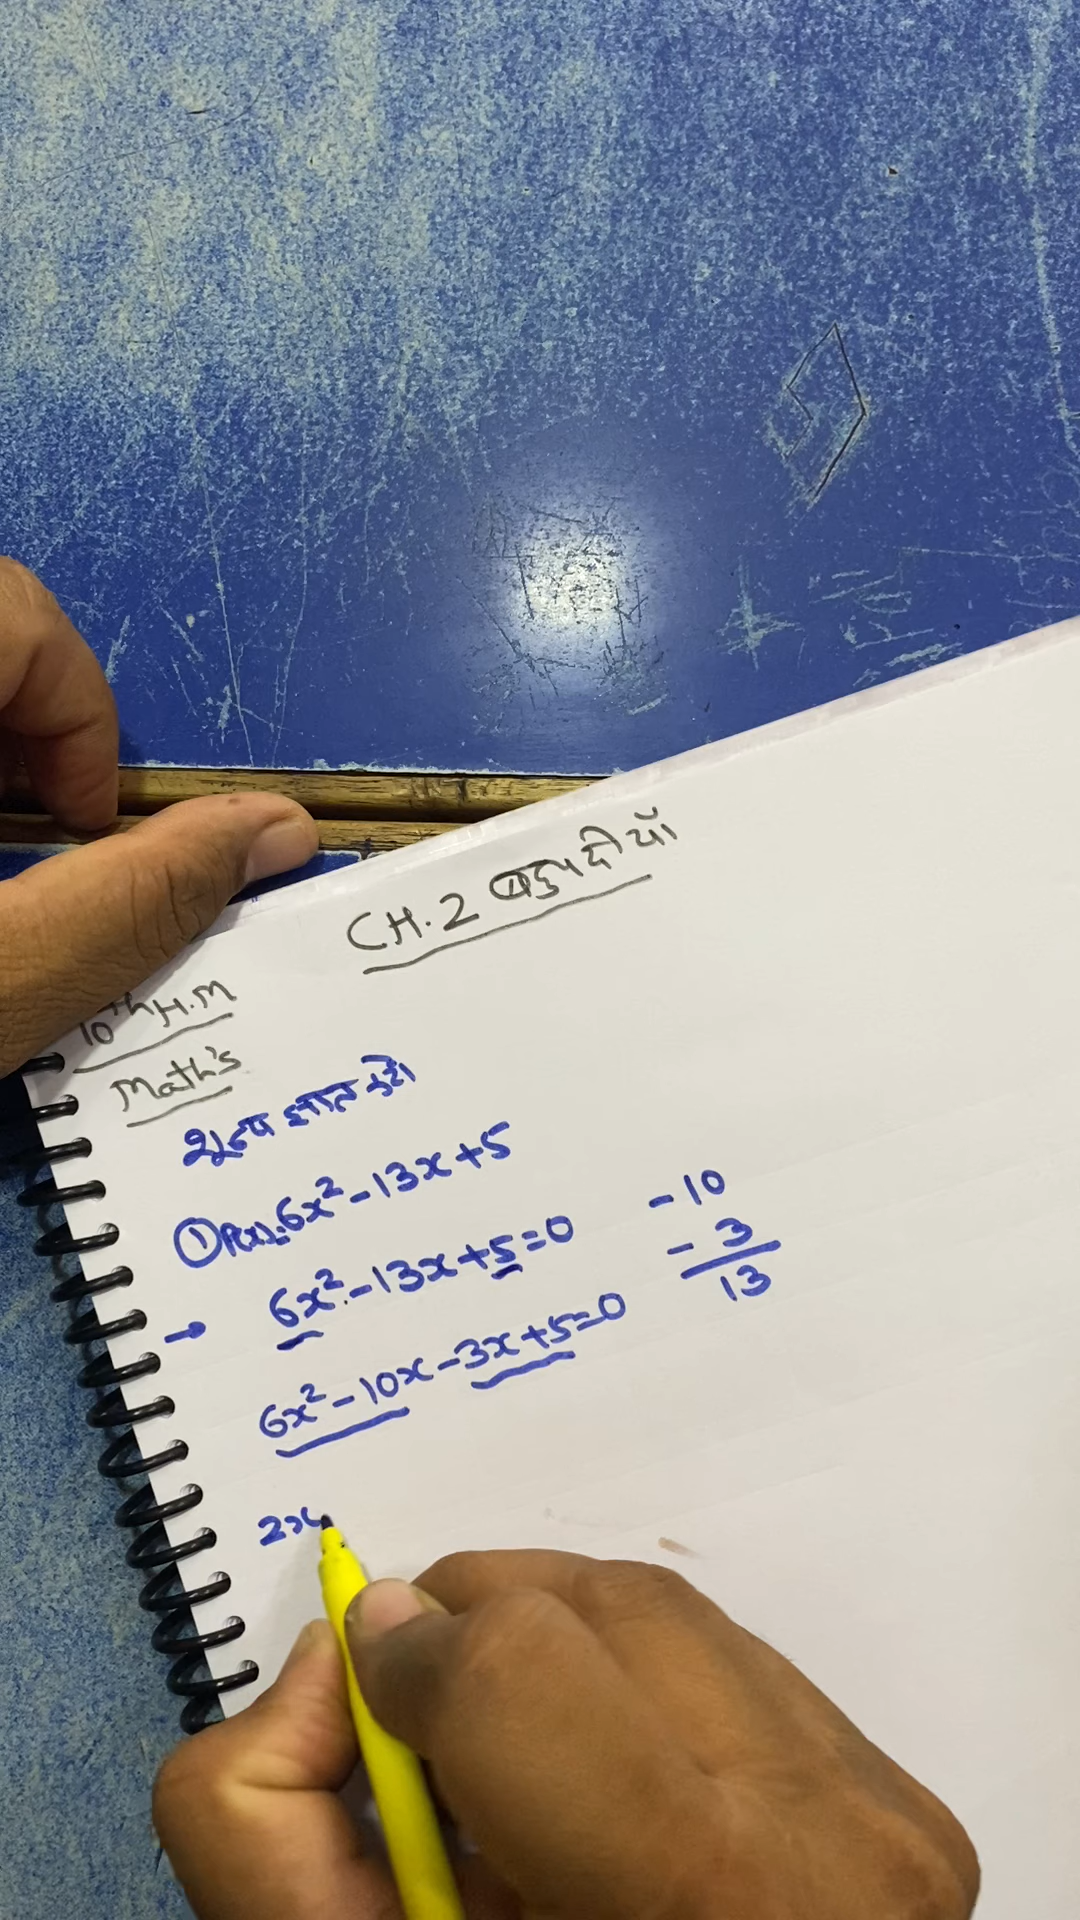 CH.2 बहुपदीयाँ
10th H.M
Math's
शून्य ज्ञात करो
① P(x)=6x²-13x+5
→ 6x²-13x+5=0
6x²-10x-3x+5=0
-10
- 3
13
2x